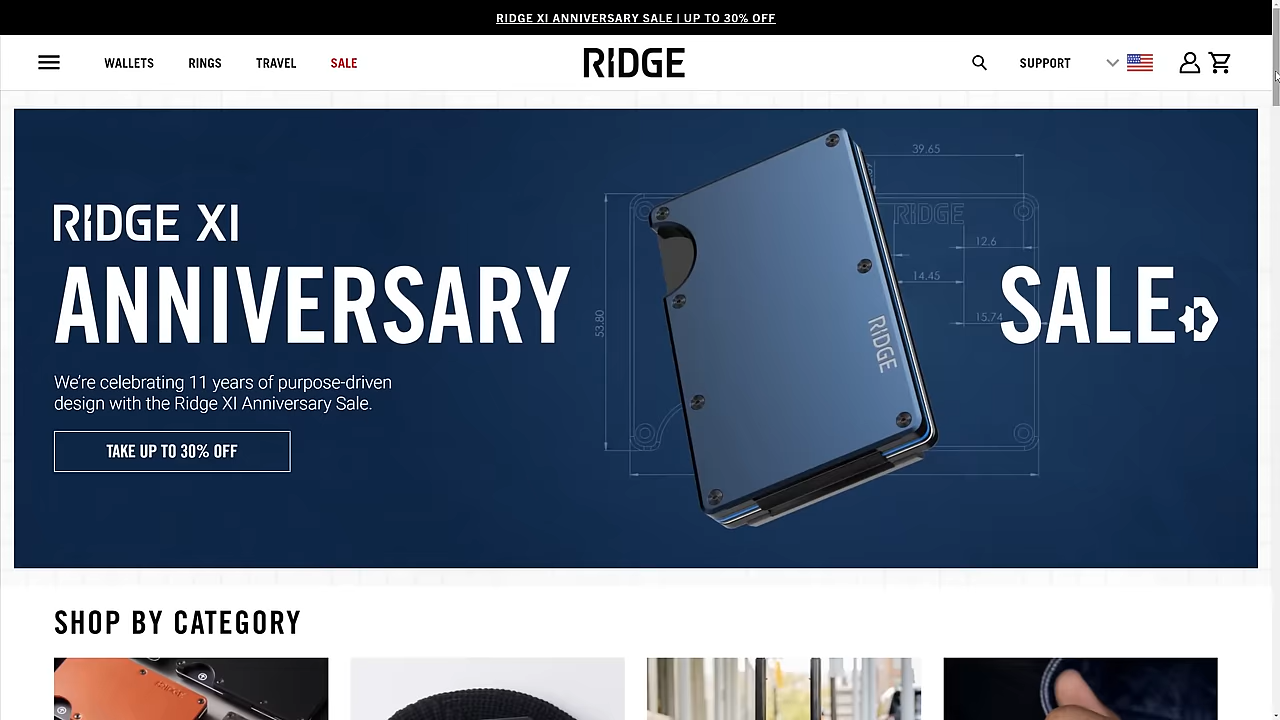 RIDGE XI ANNIVERSARY SALE | UP TO 30% OFF
WALLETS RINGS TRAVEL SALE RIDGE SUPPORT
39.65
RIDGE XI
RIDGE
12.6
ANNIVERSARY SALE
14.45
53.80
15.74
RIDGE
We're celebrating 11 years of purpose-driven
design with the Ridge XI Anniversary Sale.
TAKE UP TO 30% OFF
SHOP BY CATEGORY